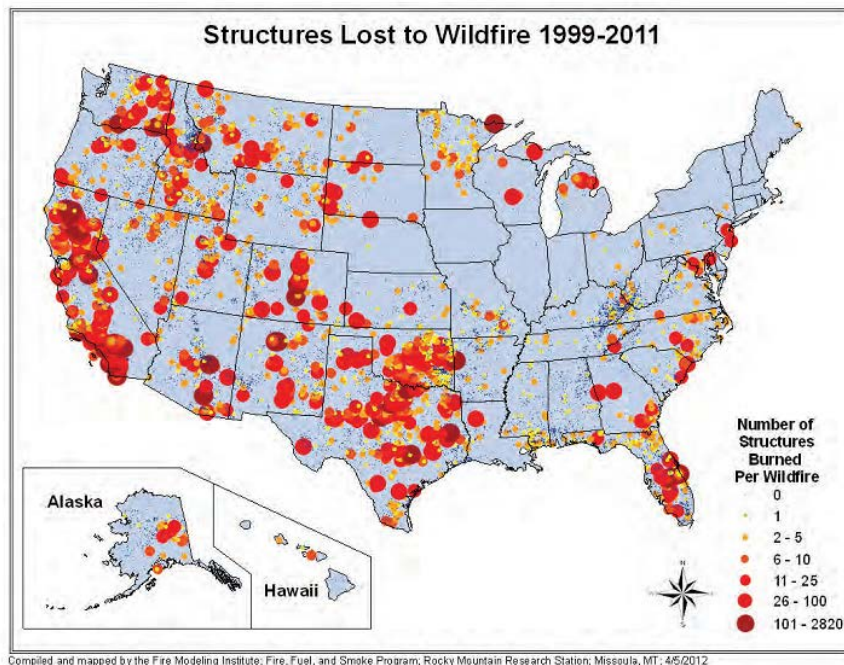 Structures Lost to Wildfire 1999-2011
Number of
Structures
Burned
Per Wildfire
0
1
2 - 5
6 - 10
11 - 25
26 - 100
101 - 2820
Alaska
Hawaii
N
Compiled and mapped by the Fire Modeling Institute; Fire, Fuel, and Smoke Program; Rocky Mountain Research Station; Missoula, MT; 4/5/2012